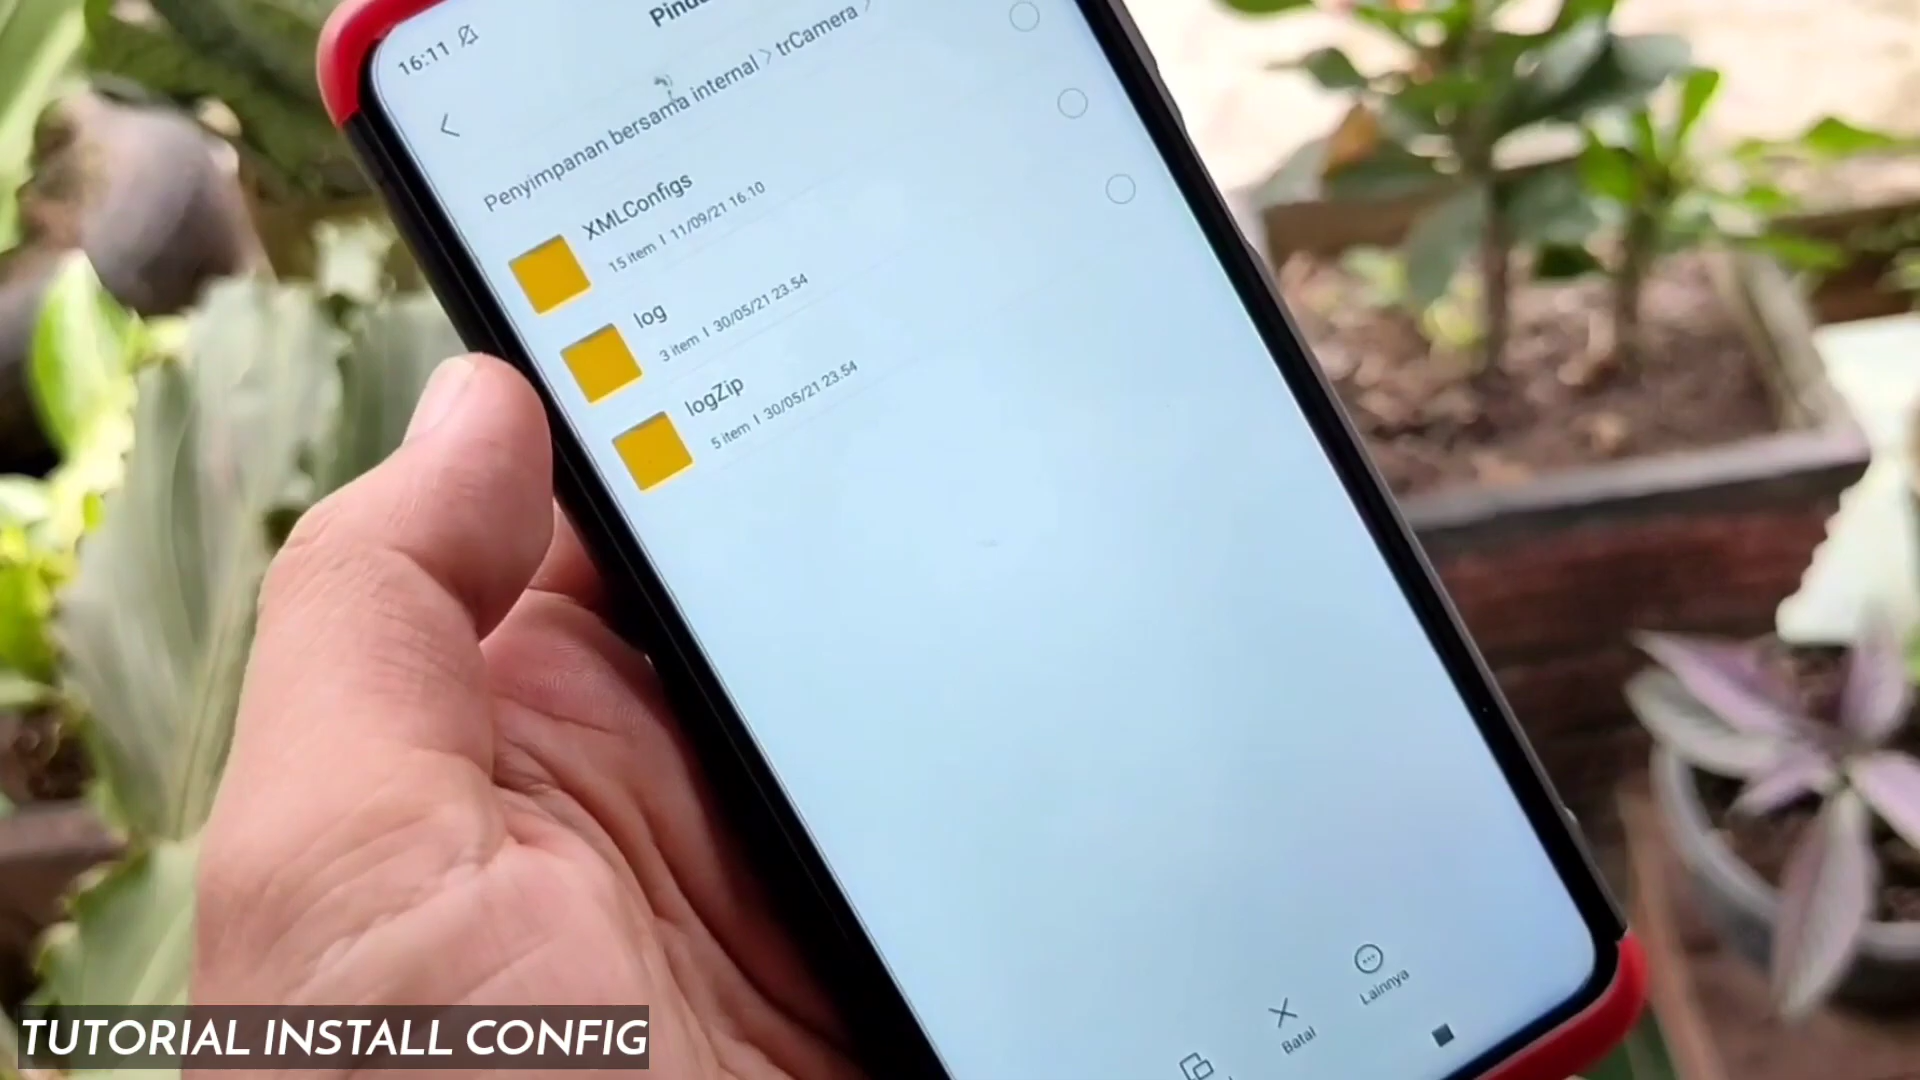 16:11
Penyimpanan bersama internal > trCamera >
XMLConfigs
15 item | 11/09/21 16.10
log
3 item | 30/05/21 23.54
logZip
5 item | 30/05/21 23.54
Lainnya
Batal
TUTORIAL INSTALL CONFIG